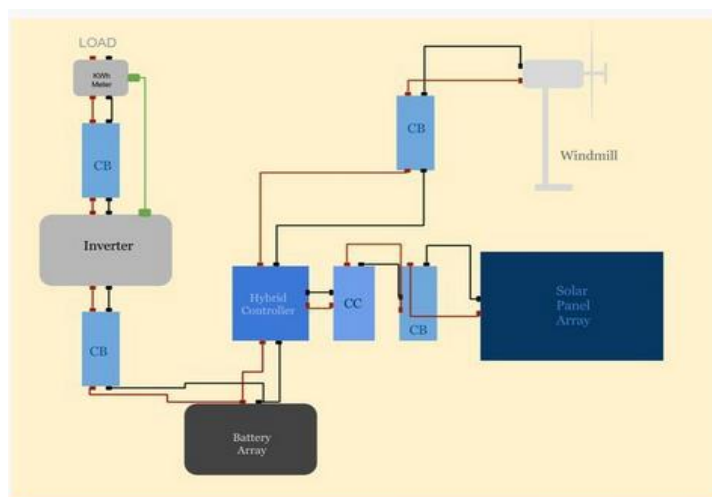 LOAD
KWh
Meter
CB
CB
Windmill
Inverter
Hybrid
Controller
CC
CB
Solar
Panel
Array
CB
Battery
Array